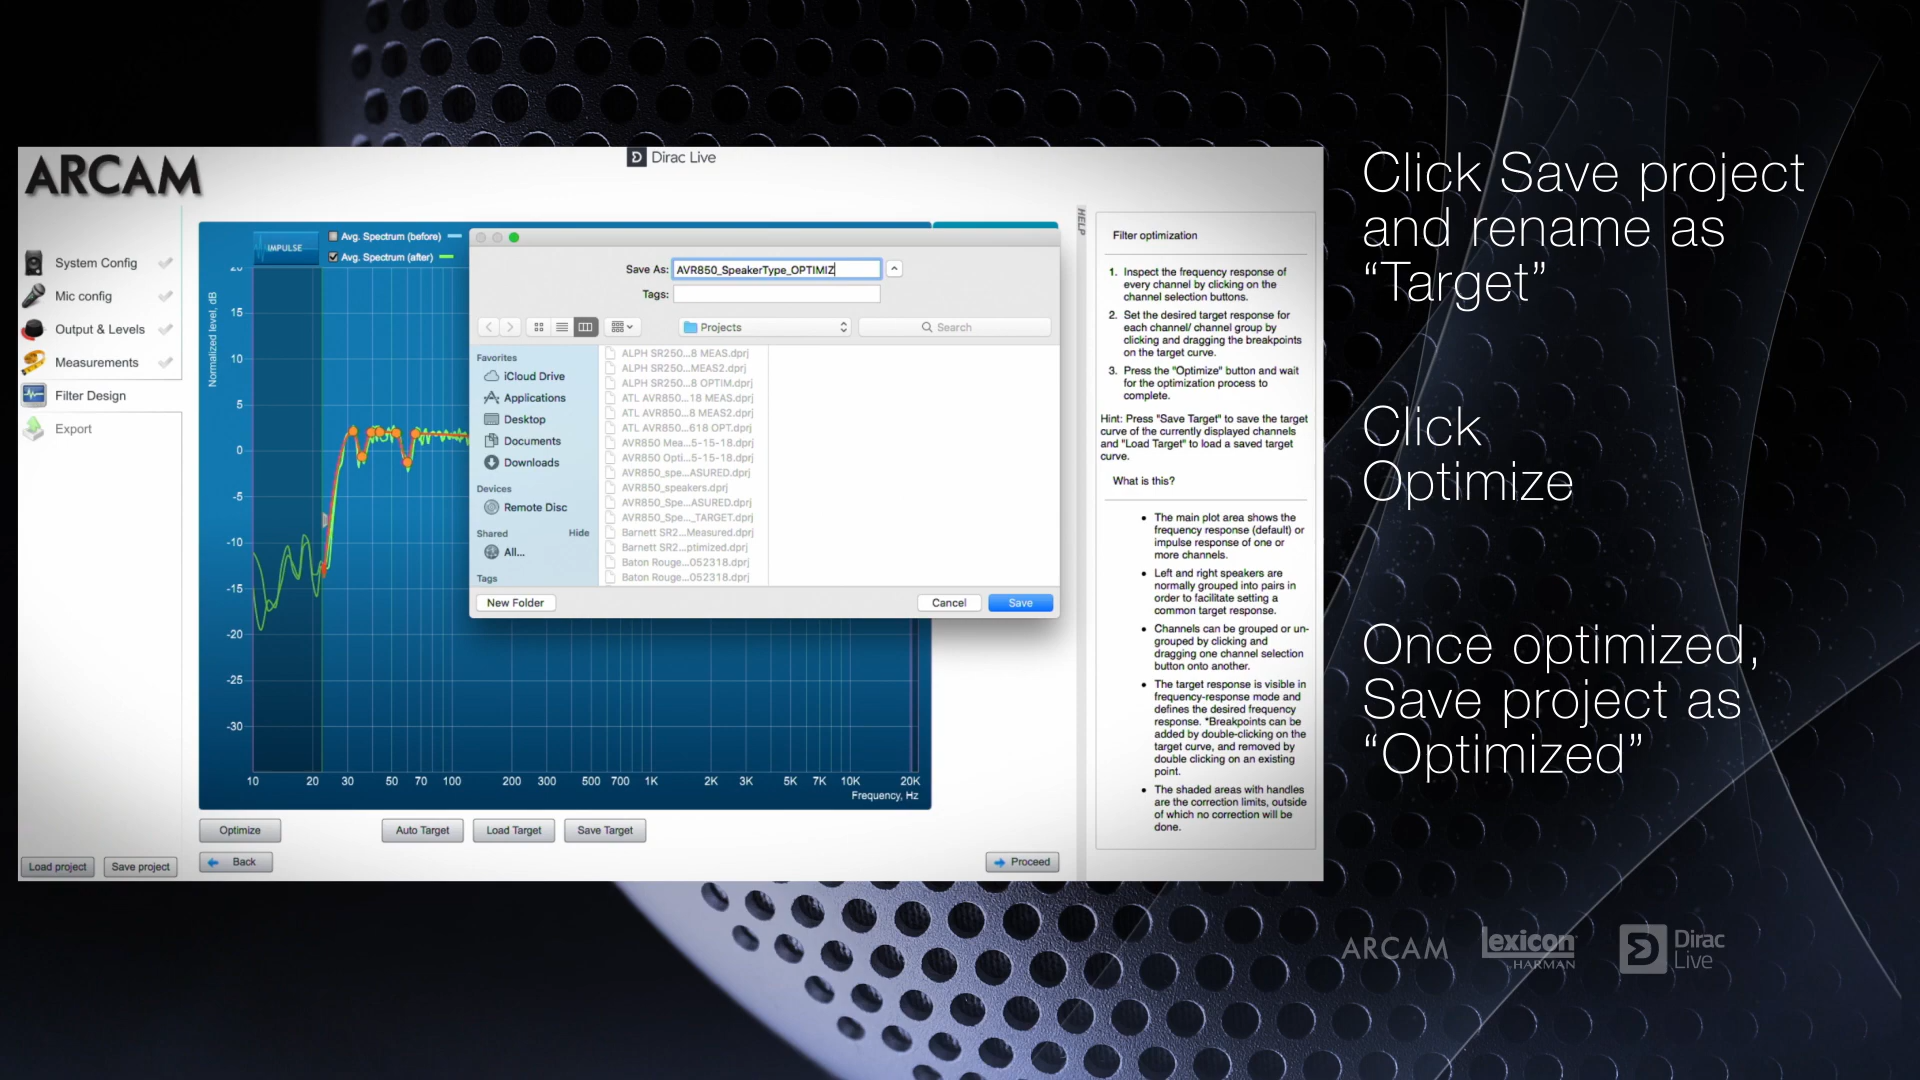 ARCAM
Dirac Live
System Config
Mic config
Output & Levels
Measurements
Filter Design
Export
Load project
Save project
IMPULSE
Avg. Spectrum (before)
Avg. Spectrum (after)
Normalized level, dB
20
15
10
5
0
-5
-10
-15
-20
-25
-30
10 20 30 50 70 100 200 300 500 700 1K 2K 3K 5K 7K 10K 20K
Frequency, Hz
Optimize
Auto Target
Load Target
Save Target
Back
Proceed
Save As: AVR850_SpeakerType_OPTIMIZ
Tags:
Projects
Search
Favorites
iCloud Drive
Applications
Desktop
Documents
Downloads
Devices
Remote Disc
Shared Hide
All...
Tags
ALPH SR250...8 MEAS.dprj
ALPH SR250...MEAS2.dprj
ALPH SR250...8 OPTIM.dprj
ATL AVR850...18 MEAS.dprj
ATL AVR850...8 MEAS2.dprj
ATL AVR850...618 OPT.dprj
AVR850 Mea...5-15-18.dprj
AVR850 Opti...5-15-18.dprj
AVR850_spe...ASURED.dprj
AVR850_speakers.dprj
AVR850_Spe...ASURED.dprj
AVR850_Spe..._TARGET.dprj
Barnett SR2...Measured.dprj
Barnett SR2...ptimized.dprj
Baton Rouge...052318.dprj
Baton Rouge...052318.dprj
New Folder
Cancel
Save
HELP
Filter optimization
1. Inspect the frequency response of
every channel by clicking on the
channel selection buttons.
2. Set the desired target response for
each channel/ channel group by
clicking and dragging the breakpoints
on the target curve.
3. Press the "Optimize" button and wait
for the optimization process to
complete.
Hint: Press "Save Target" to save the target
curve of the currently displayed channels
and "Load Target" to load a saved target
curve.
What is this?
• The main plot area shows the
frequency response (default) or
impulse response of one or
more channels.
• Left and right speakers are
normally grouped into pairs in
order to facilitate setting a
common target response.
• Channels can be grouped or un-
grouped by clicking and
dragging one channel selection
button onto another.
• The target response is visible in
frequency-response mode and
defines the desired frequency
response. *Breakpoints can be
added by double-clicking on the
target curve, and removed by
double clicking on an existing
point.
• The shaded areas with handles
are the correction limits, outside
of which no correction will be
done.
Click Save project
and rename as
“Target”
Click
Optimize
Once optimized,
Save project as
“Optimized”
ARCAM
lexicon
HARMAN
Dirac
Live